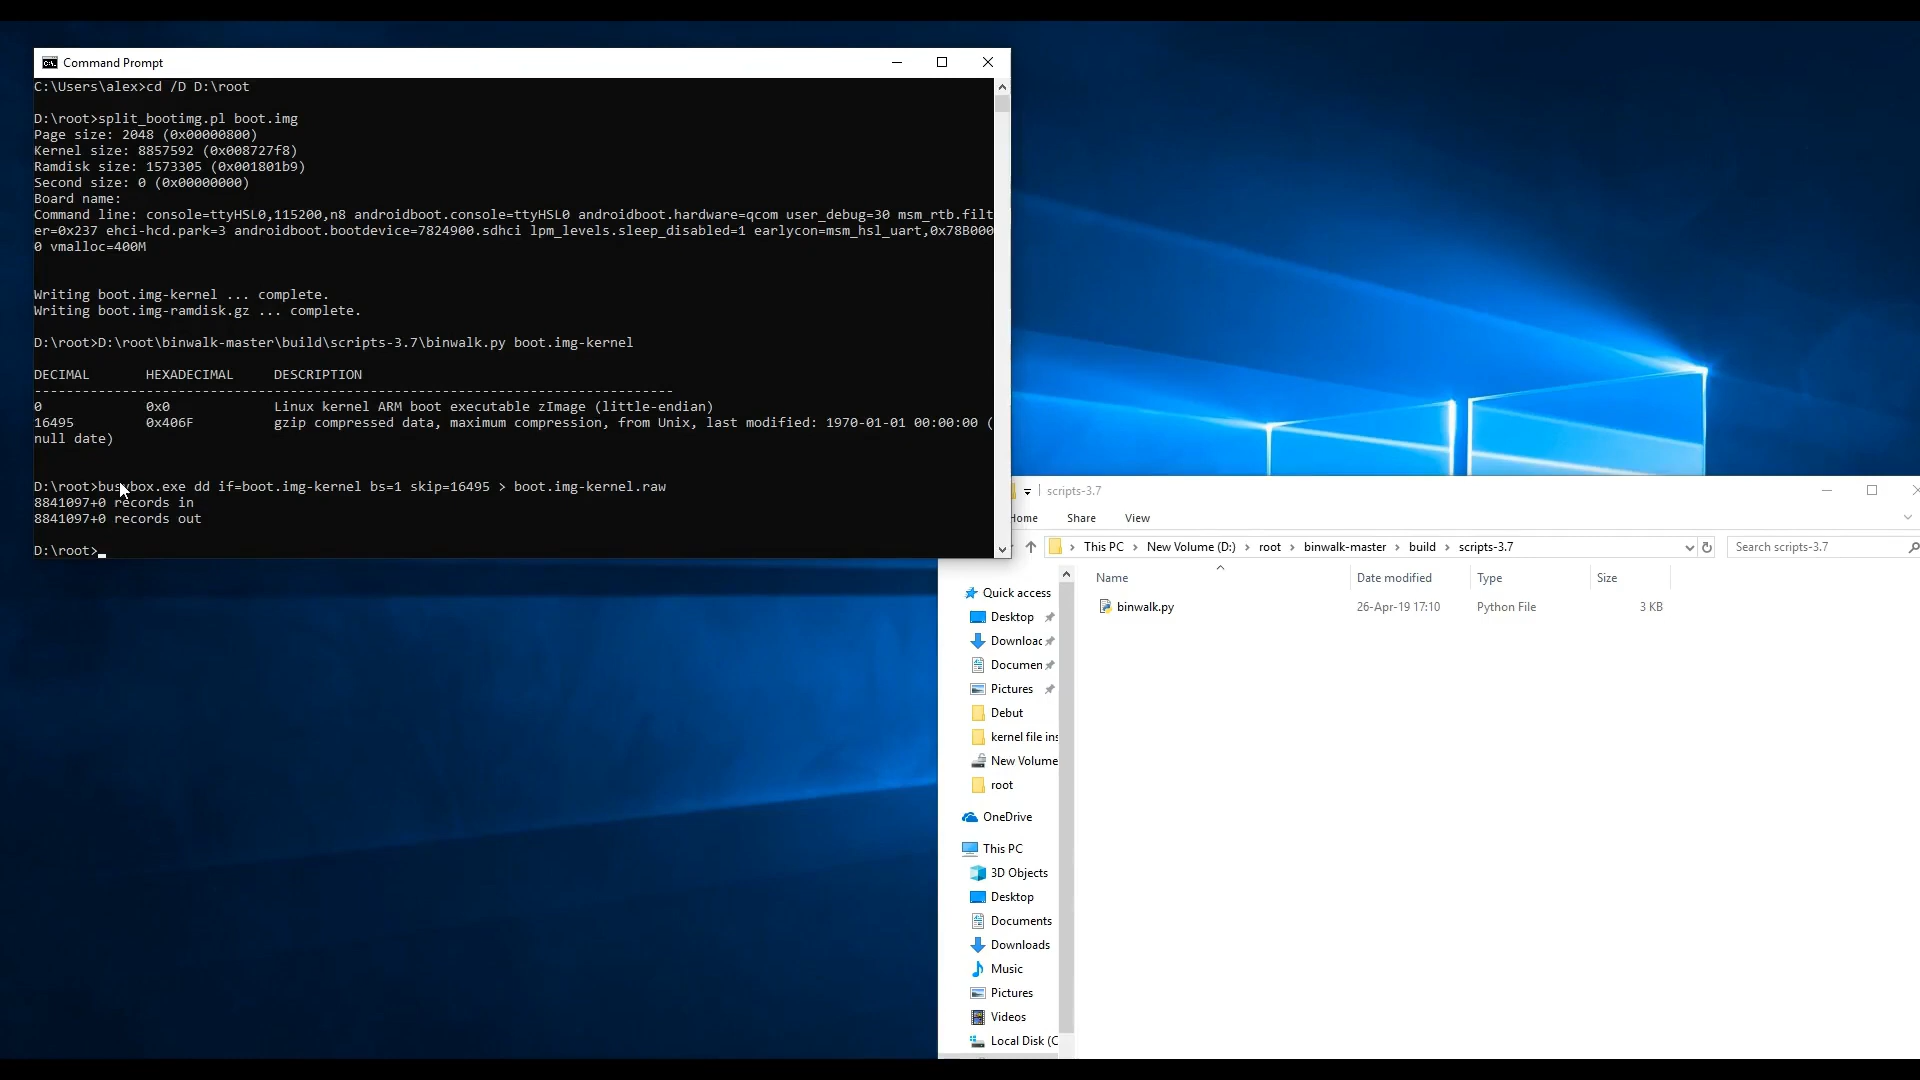 Command Prompt
C:\Users\alex>cd /D D:\root
D:\root>split_bootimg.pl boot.img
Page size: 2048 (0x00000800)
Kernel size: 8857592 (0x008727f8)
Ramdisk size: 1573305 (0x001801b9)
Second size: 0 (0x00000000)
Board name:
Command line: console=ttyHSL0,115200,n8 androidboot.console=ttyHSL0 androidboot.hardware=qcom user_debug=30 msm_rtb.filt
er=0x237 ehci-hcd.park=3 androidboot.bootdevice=7824900.sdhci lpm_levels.sleep_disabled=1 earlycon=msm_hsl_uart,0x78B000
0 vmalloc=400M
Writing boot.img-kernel ... complete.
Writing boot.img-ramdisk.gz ... complete.
D:\root>D:\root\binwalk-master\build\scripts-3.7\binwalk.py boot.img-kernel
DECIMAL HEXADECIMAL DESCRIPTION
--------------------------------------------------------------------------------
0 0x0 Linux kernel ARM boot executable zImage (little-endian)
16495 0x406F gzip compressed data, maximum compression, from Unix, last modified: 1970-01-01 00:00:00 (
null date)
D:\root>busybox.exe dd if=boot.img-kernel bs=1 skip=16495 > boot.img-kernel.raw
8841097+0 records in
8841097+0 records out
D:\root>
scripts-3.7
Home Share View
This PC > New Volume (D:) > root > binwalk-master > build > scripts-3.7
Search scripts-3.7
Name Date modified Type Size
binwalk.py 26-Apr-19 17:10 Python File 3 KB
Quick access
Desktop
Downloac
Documen
Pictures
Debut
kernel file ins
New Volume
root
OneDrive
This PC
3D Objects
Desktop
Documents
Downloads
Music
Pictures
Videos
Local Disk (C